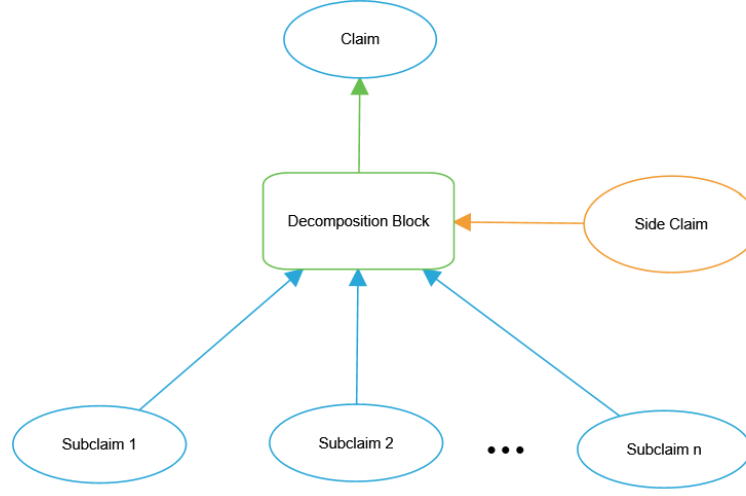 Claim
Decomposition Block
Side Claim
Subclaim 1
Subclaim 2
•••
Subclaim n